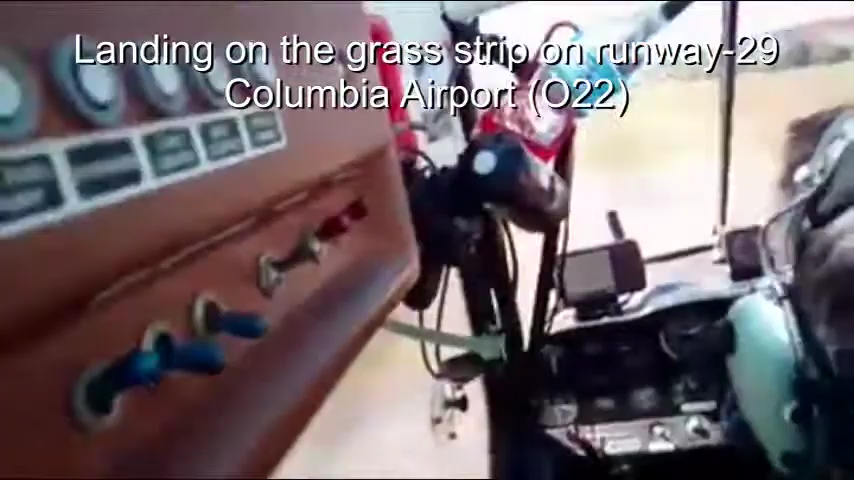 Landing on the grass strip on runway-29
Columbia Airport (O22)